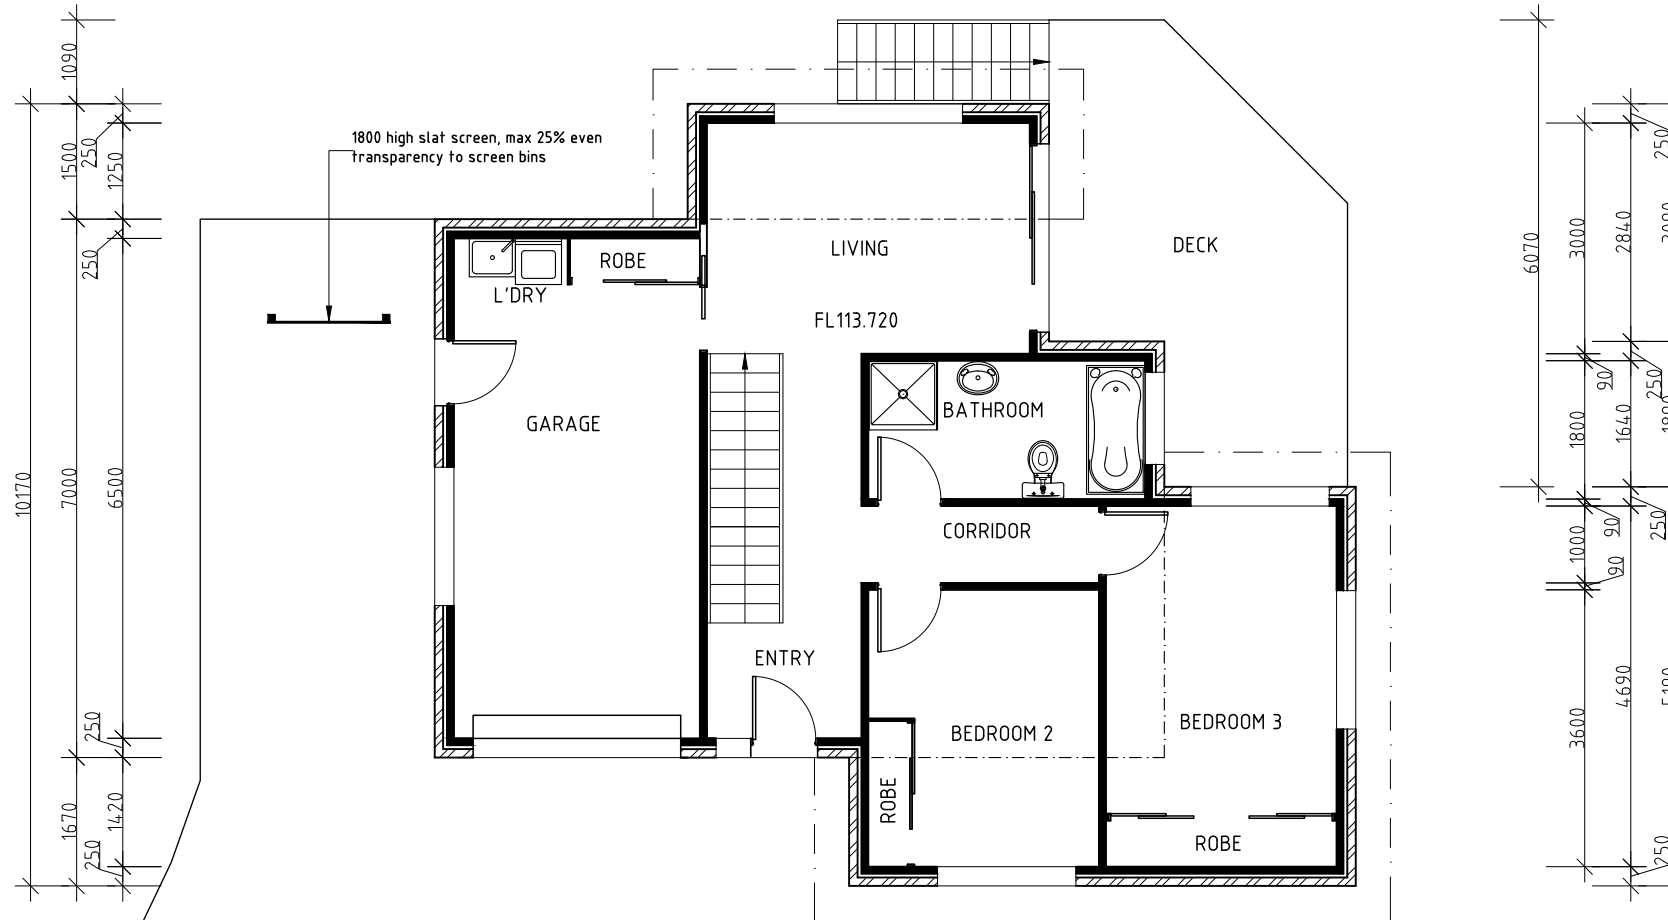 1090
10170
1500
250
1250
250
7000
6500
250
1670
1420
250
1800 high slat screen, max 25% even
transparency to screen bins
ROBE
L'DRY
LIVING
DECK
FL113.720
GARAGE
BATHROOM
CORRIDOR
ENTRY
BEDROOM 2
BEDROOM 3
ROBE
ROBE
6070
3000
2840
250
90
250
1800
1640
90
250
1000
90
3600
4690
250